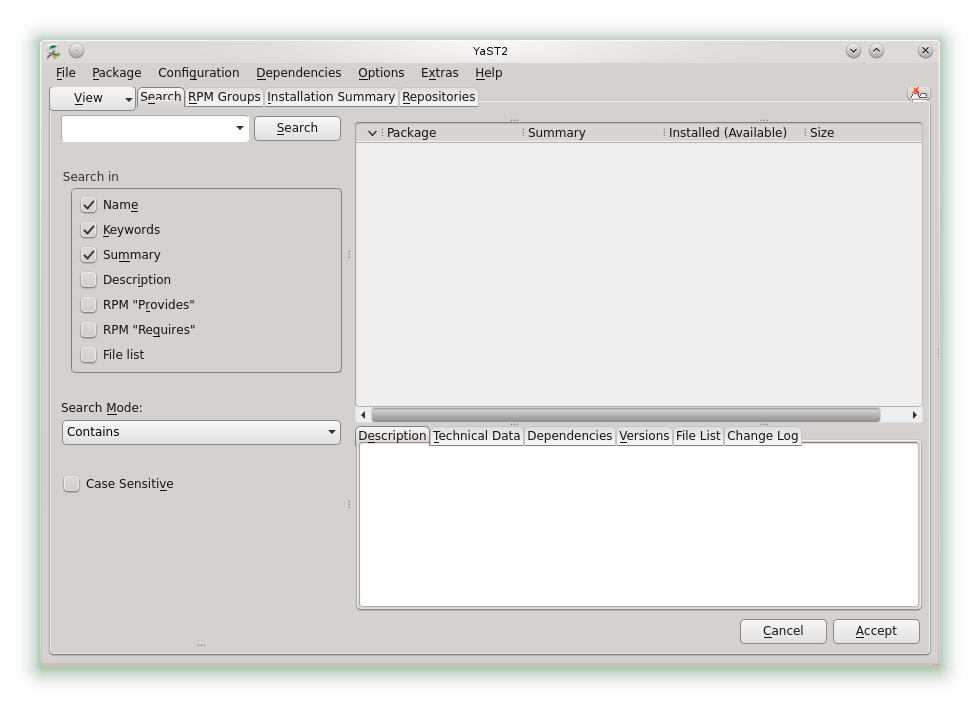 YaST2
File Package Configuration Dependencies Options Extras Help
View Search RPM Groups Installation Summary Repositories
Search
Package Summary Installed (Available) Size
Search in
Name
Keywords
Summary
Description
RPM "Provides"
RPM "Requires"
File list
Search Mode:
Contains
Case Sensitive
Description Technical Data Dependencies Versions File List Change Log
Cancel Accept